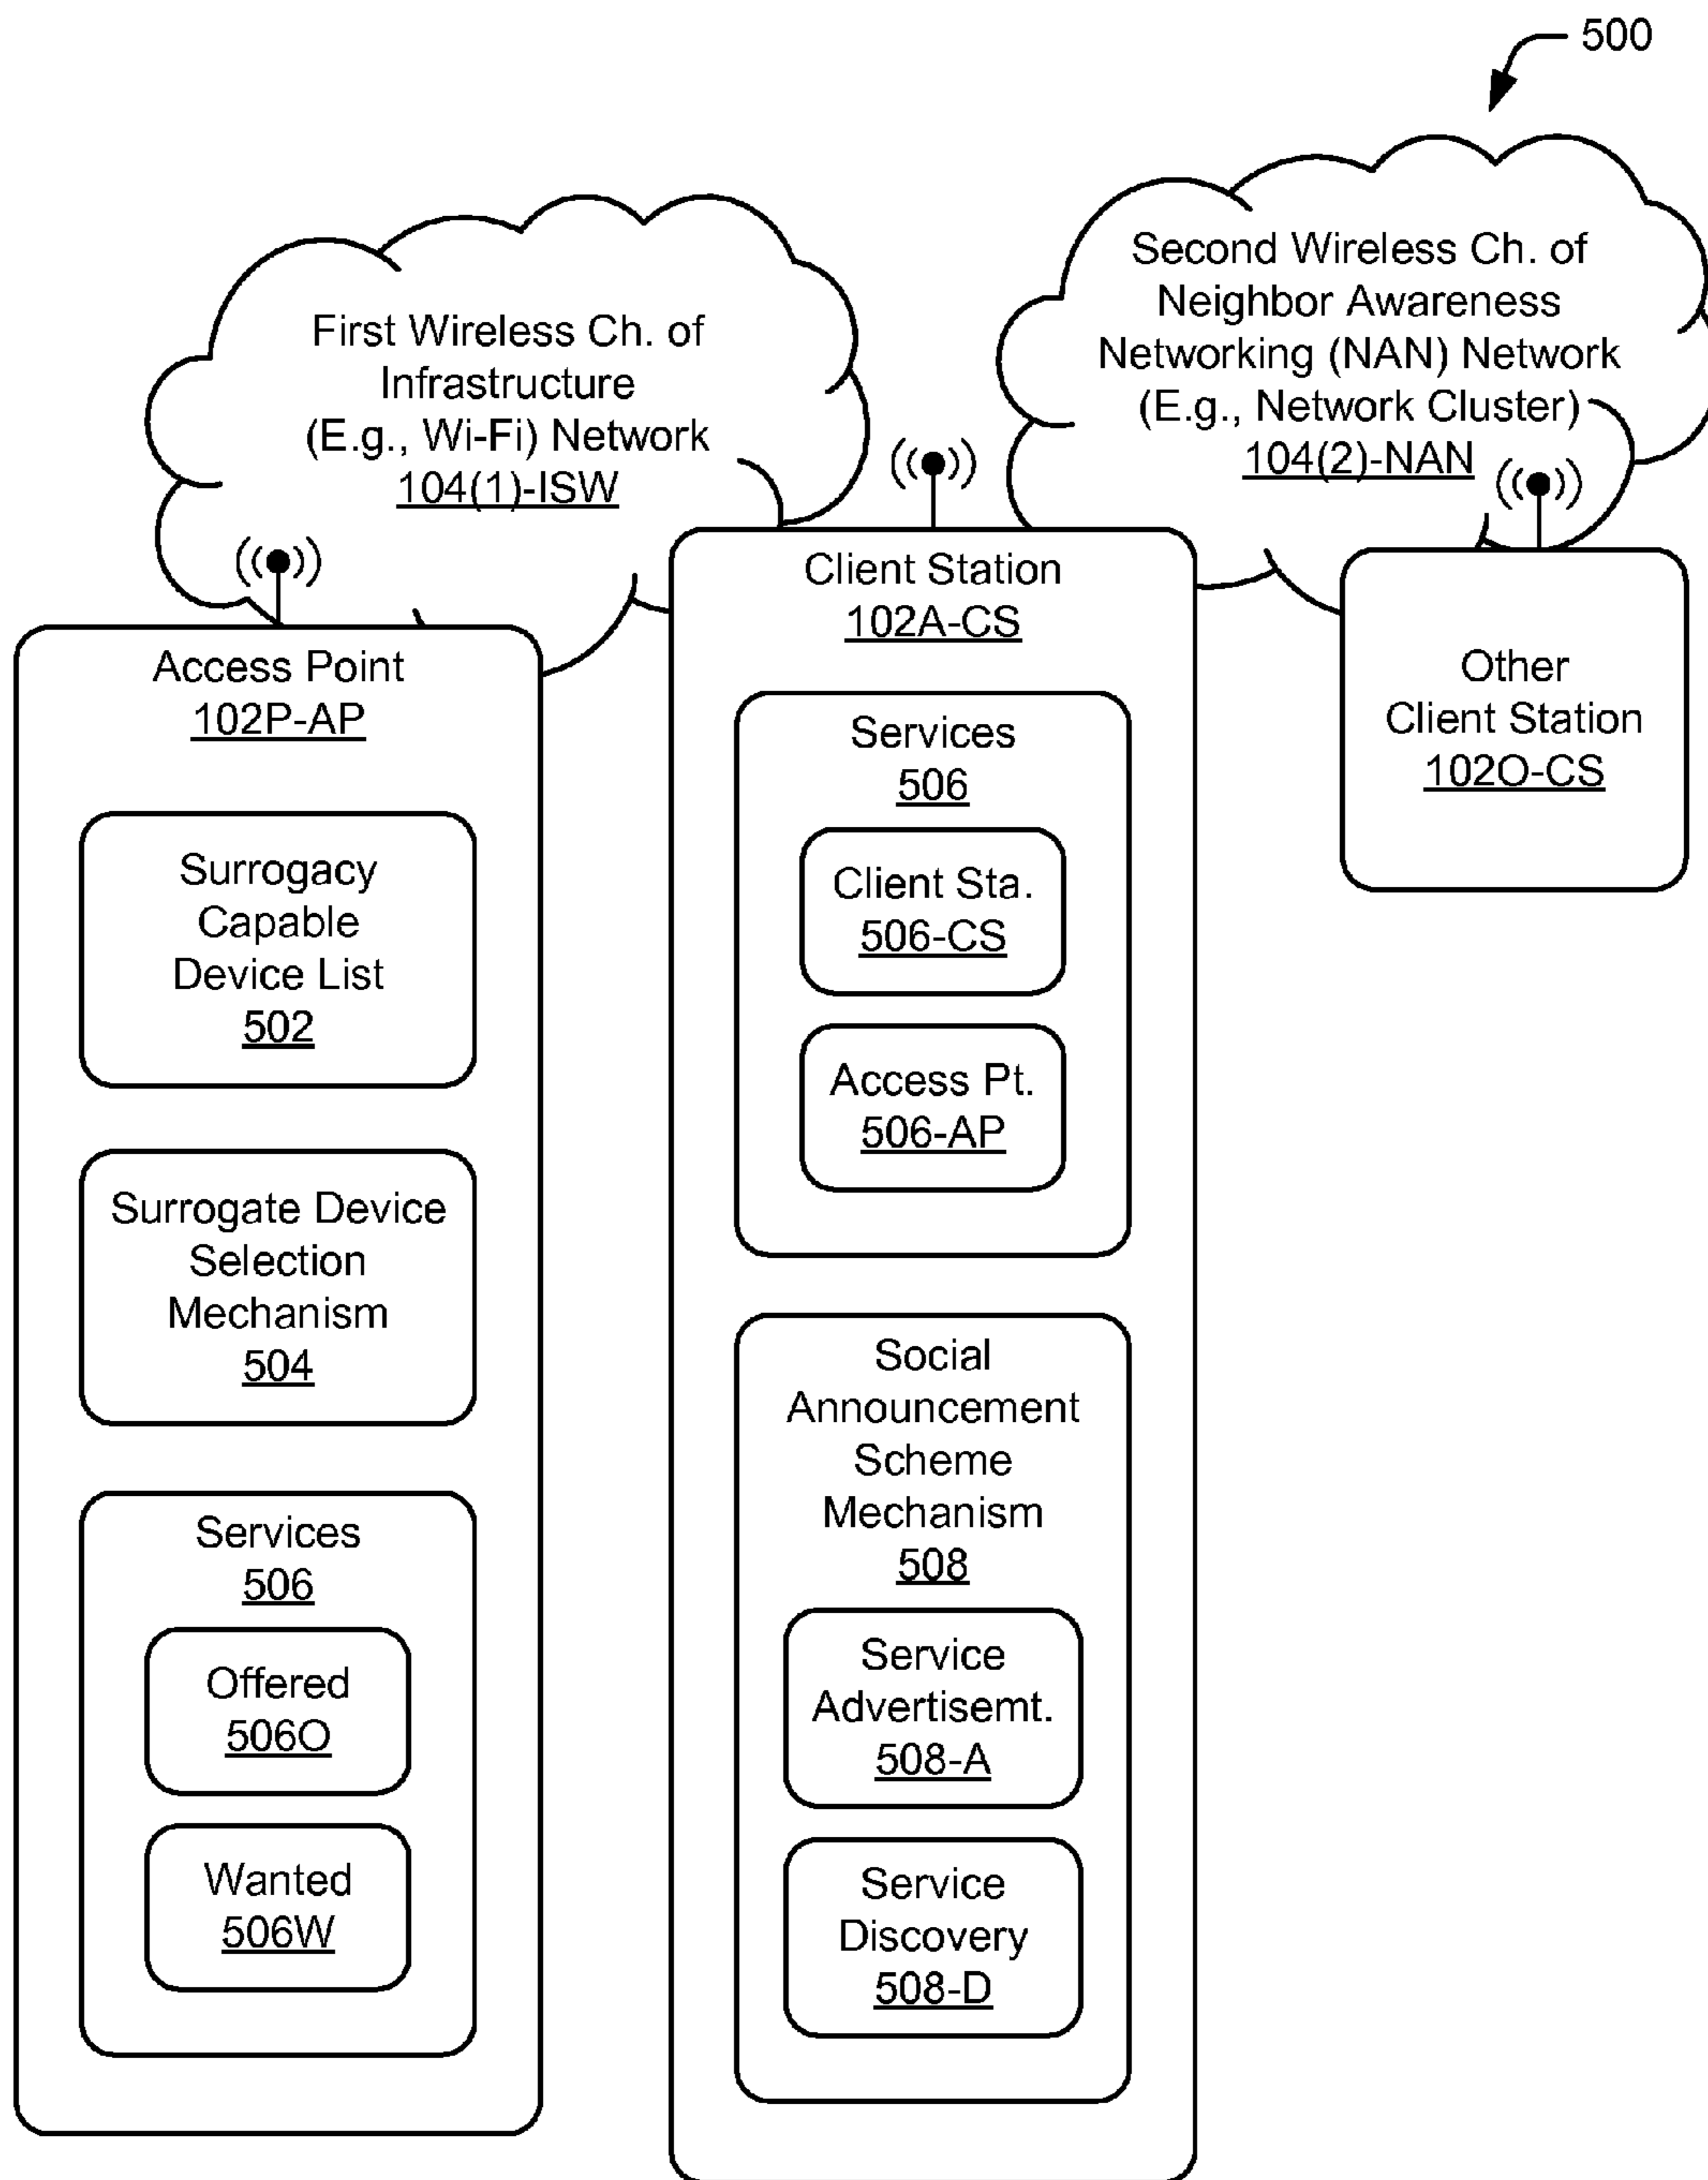 500
First Wireless Ch. of
Infrastructure
(E.g., Wi-Fi) Network
104(1)-ISW
Second Wireless Ch. of
Neighbor Awareness
Networking (NAN) Network
(E.g., Network Cluster)
104(2)-NAN
Access Point
102P-AP
Surrogacy
Capable
Device List
502
Surrogate Device
Selection
Mechanism
504
Services
506
Offered
506O
Wanted
506W
Client Station
102A-CS
Services
506
Client Sta.
506-CS
Access Pt.
506-AP
Social
Announcement
Scheme
Mechanism
508
Service
Advertisemt.
508-A
Service
Discovery
508-D
Other
Client Station
102O-CS